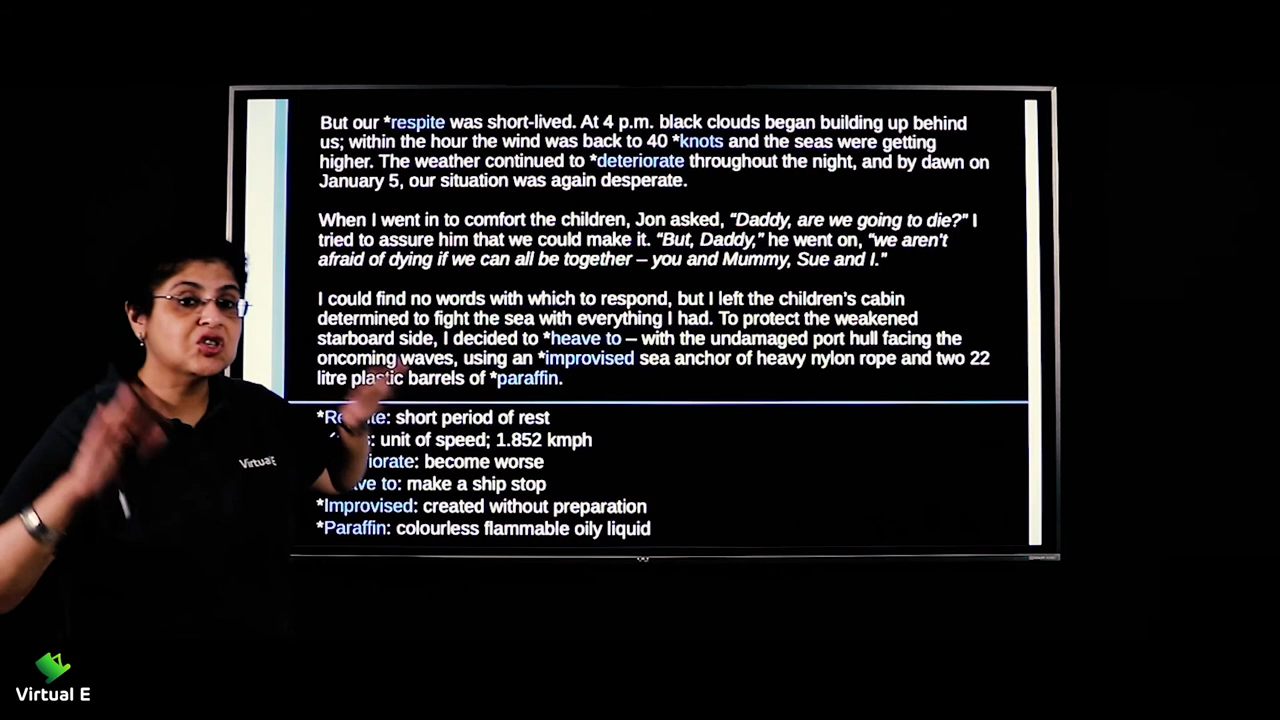 But our *respite was short-lived. At 4 p.m. black clouds began building up behind
us; within the hour the wind was back to 40 *knots and the seas were getting
higher. The weather continued to *deteriorate throughout the night, and by dawn on
January 5, our situation was again desperate.
When I went in to comfort the children, Jon asked, “Daddy, are we going to die?” I
tried to assure him that we could make it. “But, Daddy,” he went on, “we aren't
afraid of dying if we can all be together – you and Mummy, Sue and I.”
I could find no words with which to respond, but I left the children’s cabin
determined to fight the sea with everything I had. To protect the weakened
starboard side, I decided to *heave to – with the undamaged port hull facing the
oncoming waves, using an *improvised sea anchor of heavy nylon rope and two 22
litre plastic barrels of *paraffin.
*Respite: short period of rest
: unit of speed; 1.852 kmph
iorate: become worse
ve to: make a ship stop
*Improvised: created without preparation
*Paraffin: colourless flammable oily liquid
Virtual E
Virtual E